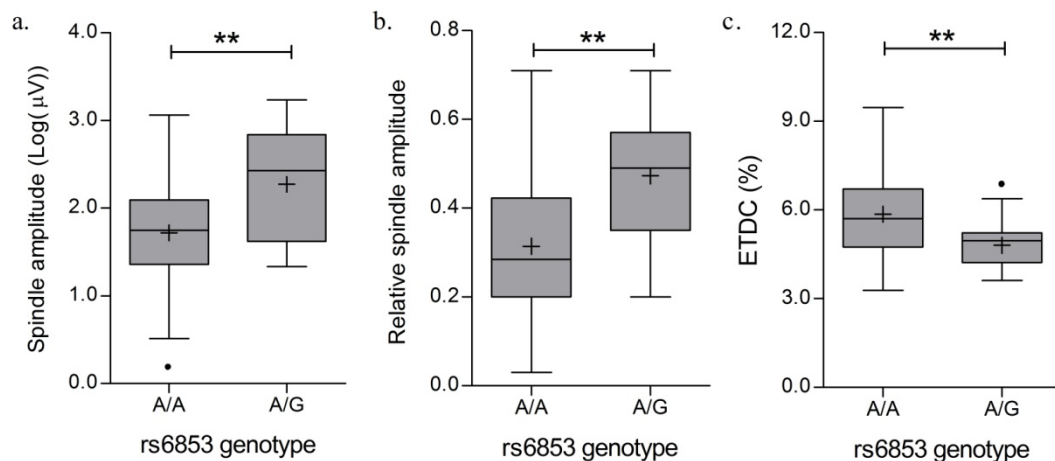 a.
Spindle amplitude (Log( μV))
4.0
3.0
2.0
1.0
0.0
**
A/A A/G
rs6853 genotype
b.
Relative spindle amplitude
0.8
0.6
0.4
0.2
0.0
**
A/A A/G
rs6853 genotype
c.
ETDC (%)
12.0
9.0
6.0
3.0
0.0
**
A/A A/G
rs6853 genotype